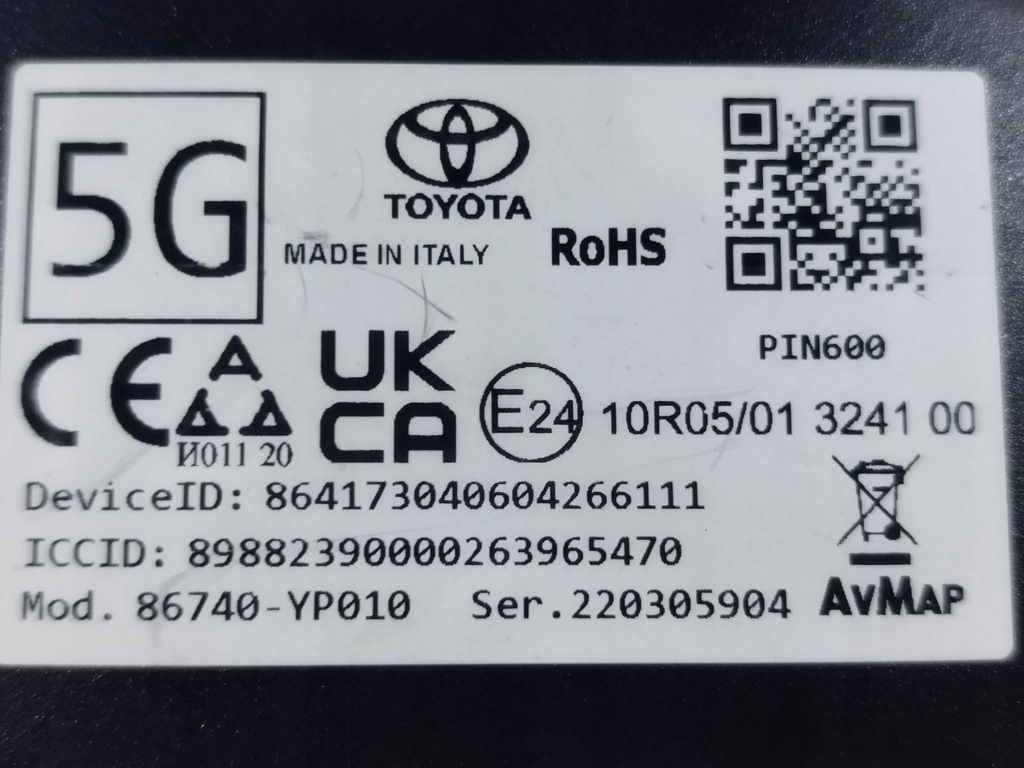 5G
TOYOTA
MADE IN ITALY
RoHS
PIN600
CE
A
И011 20
UK
CA
E24 10R05/01 3241 00
DeviceID: 864173040604266111
ICCID: 89882390000263965470
Mod. 86740-YP010 Ser.220305904
AVMAP